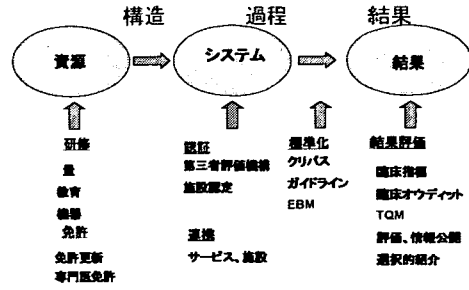 構造 過程 結果
資源 システム 結果
研修
量
教育
機器
免許
免許更新
専門医免許
認証
第三者評価機構
施設認定
連携
サービス、施設
標準化
クリパス
ガイドライン
EBM
結果評価
臨床指標
臨床オウディット
TQM
評価、情報公開
選択的紹介